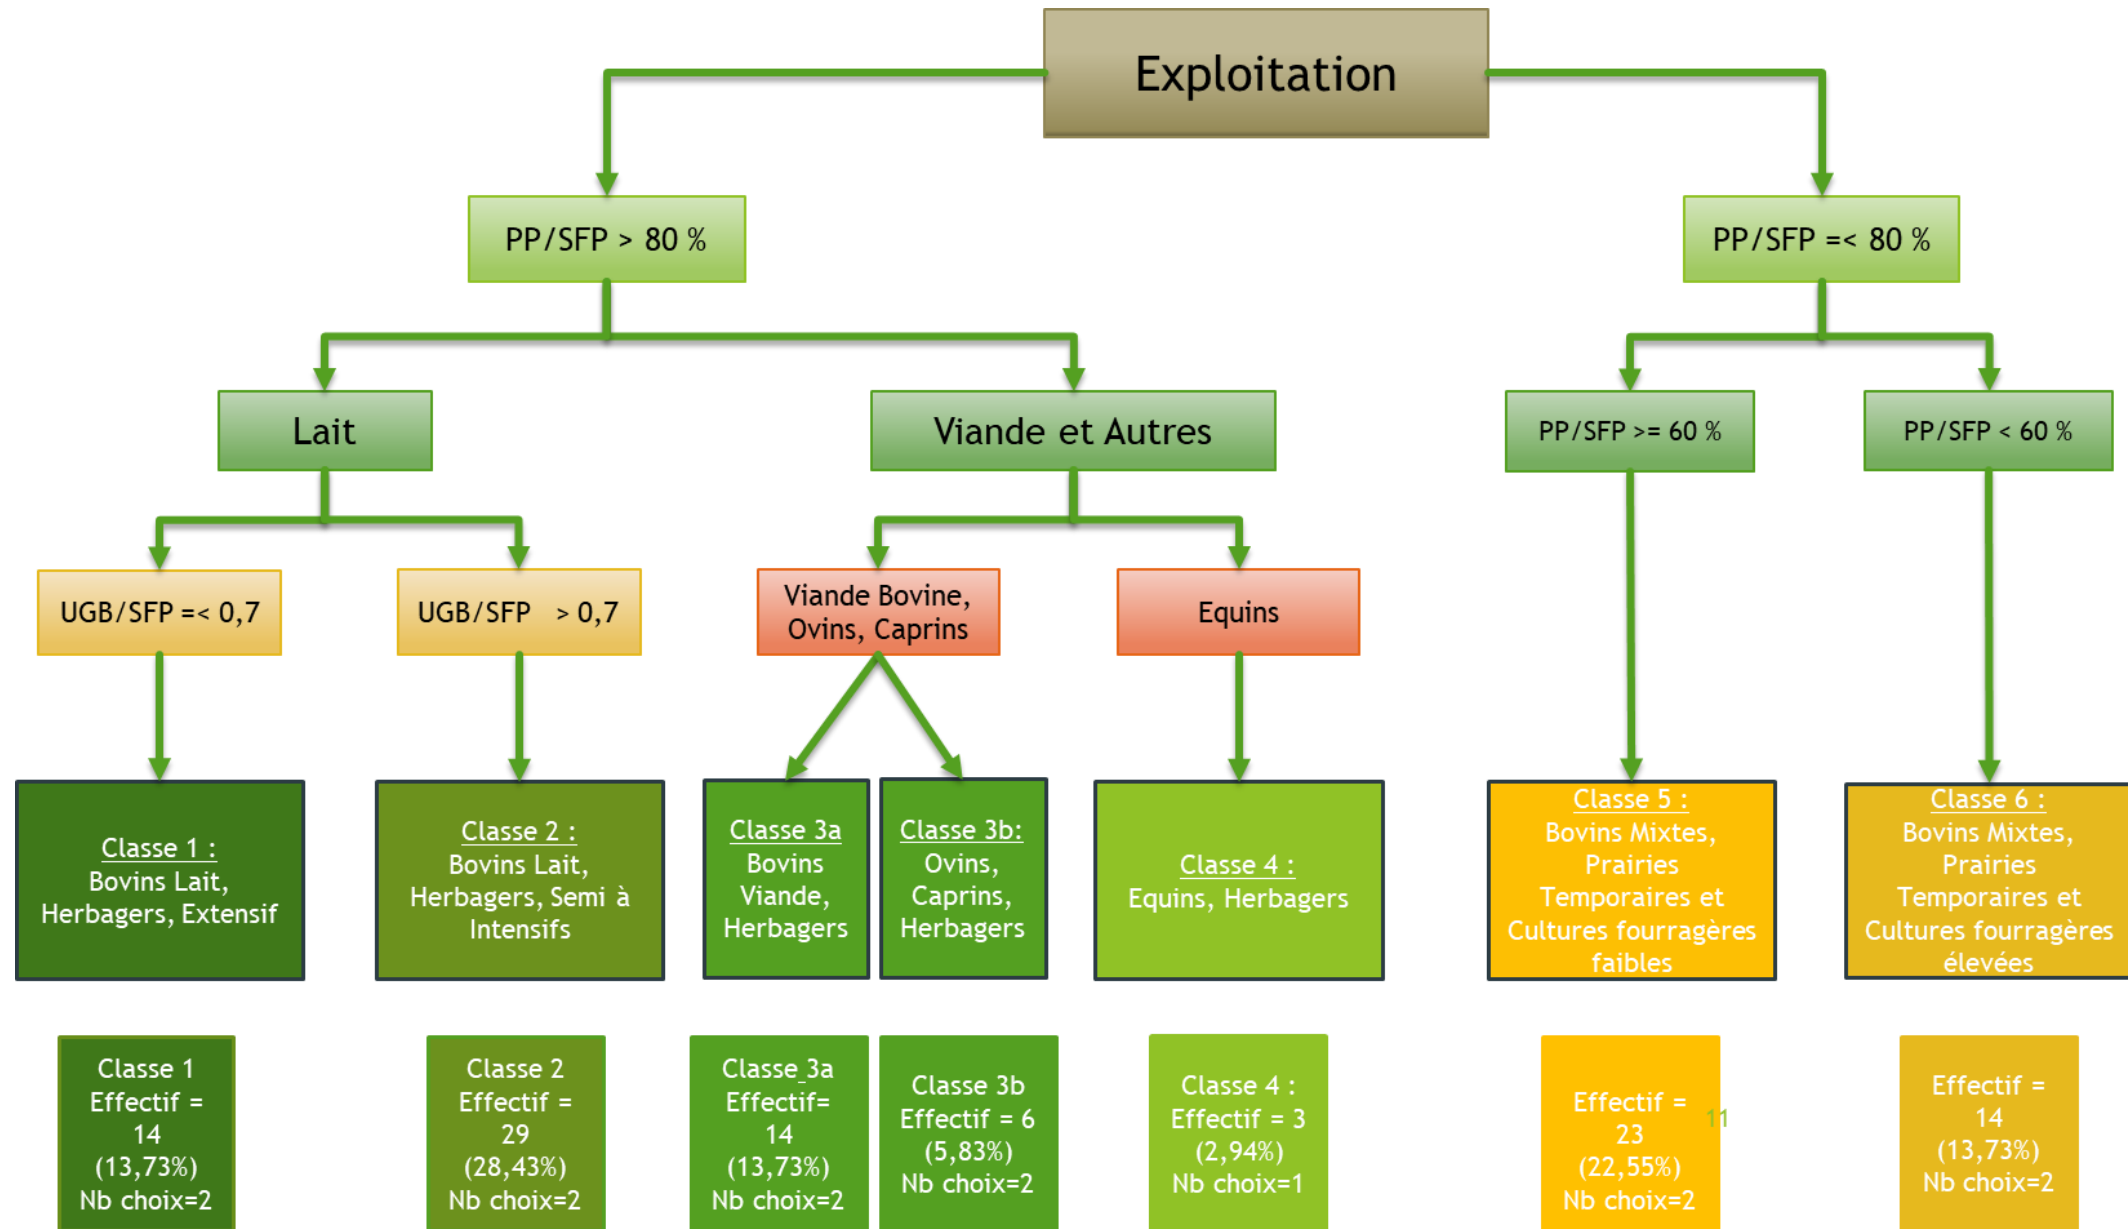 Exploitation
PP/SFP > 80 %
PP/SFP =< 80 %
Lait
Viande et Autres
PP/SFP >= 60 %
PP/SFP < 60 %
UGB/SFP =< 0,7
UGB/SFP > 0,7
Viande Bovine,
Ovins, Caprins
Equins
Classe 1 :
Bovins Lait,
Herbagers, Extensif
Classe 2 :
Bovins Lait,
Herbagers, Semi à
Intensifs
Classe 3a
Bovins
Viande,
Herbagers
Classe 3b:
Ovins,
Caprins,
Herbagers
Classe 4 :
Equins, Herbagers
Classe 5 :
Bovins Mixtes,
Prairies
Temporaires et
Cultures fourragères
faibles
Classe 6 :
Bovins Mixtes,
Prairies
Temporaires et
Cultures fourragères
élevées
Classe 1
Effectif =
14
(13,73%)
Nb choix=2
Classe 2
Effectif =
29
(28,43%)
Nb choix=2
Classe 3a
Effectif=
14
(13,73%)
Nb choix=2
Classe 3b
Effectif = 6
(5,83%)
Nb choix=2
Classe 4 :
Effectif = 3
(2,94%)
Nb choix=1
Effectif =
23
(22,55%)
Nb choix=2
11
Effectif =
14
(13,73%)
Nb choix=2